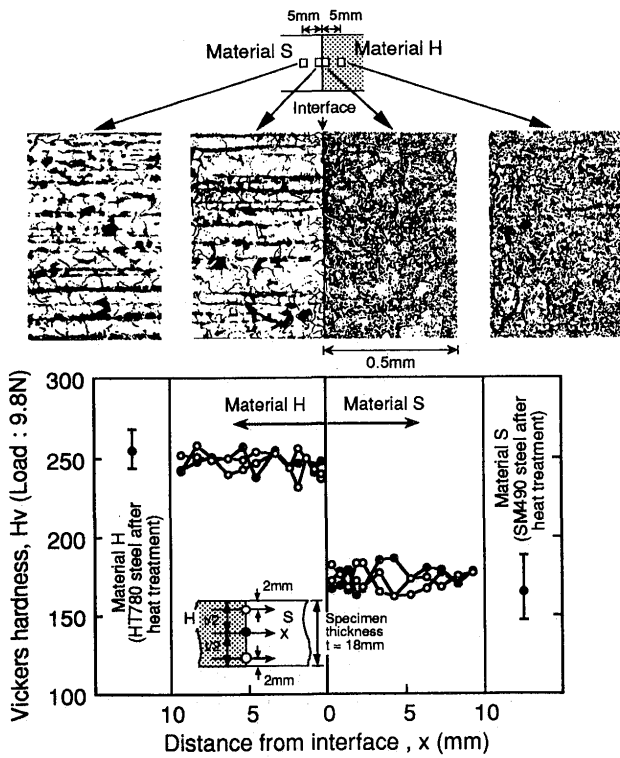 5mm 5mm
Material S Material H
Interface
0.5mm
Vickers hardness, Hv (Load : 9.8N)
300
250
200
150
100
Material H
(HT780 steel after
heat treatment)
Material H Material S
Material S
(SM490 steel after
heat treatment)
2mm
H S
t/2
X
t/2
2mm
Specimen
thickness
t = 18mm
10 5 0 5 10
Distance from interface , x (mm)